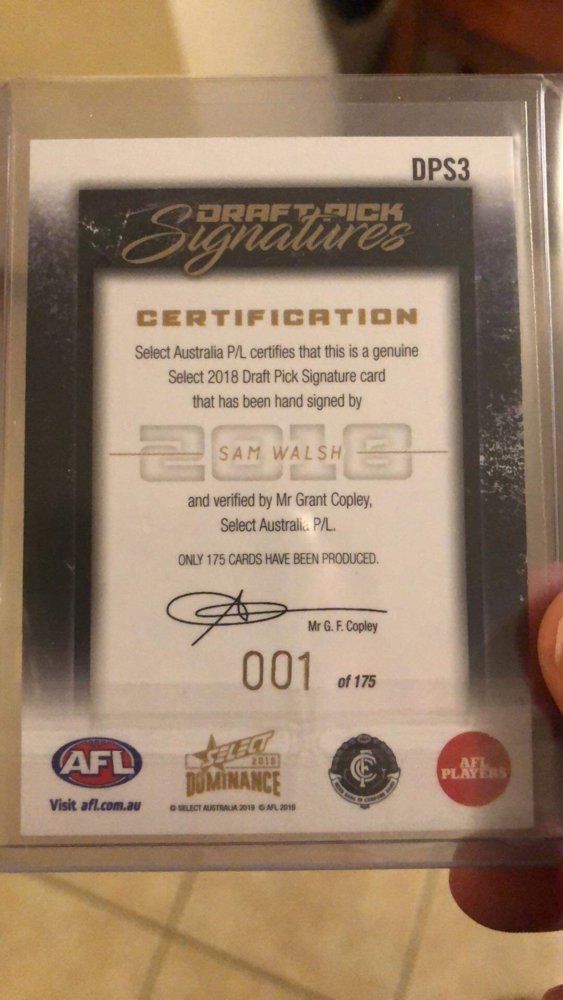 DPS3
DRAFT PICK
Signatures
CERTIFICATION
Select Australia P/L certifies that this is a genuine
Select 2018 Draft Pick Signature card
that has been hand signed by
2018
SAM WALSH
and verified by Mr Grant Copley,
Select Australia P/L.
ONLY 175 CARDS HAVE BEEN PRODUCED.
Mr G. F. Copley
001 of 175
AFL
Visit afl.com.au
SELECT
2018
DOMINANCE
© SELECT AUSTRALIA 2019 © AFL 2018
CFC
AFL
PLAYERS